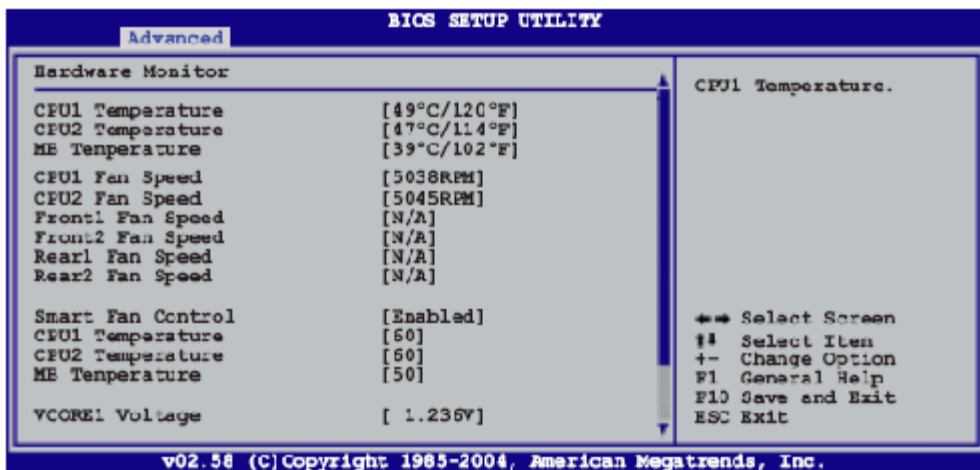 BIOS SETUP UTILITY
Advanced
Hardware Monitor
CPU1 Temperature [49°C/120°F]
CPU2 Temperature [47°C/114°F]
MB Temperature [39°C/102°F]
CPU1 Fan Speed [5038RPM]
CPU2 Fan Speed [5045RPM]
Front1 Fan Speed [N/A]
Front2 Fan Speed [N/A]
Rear1 Fan Speed [N/A]
Rear2 Fan Speed [N/A]
Smart Fan Control [Enabled]
CPU1 Temperature [60]
CPU2 Temperature [60]
MB Temperature [50]
VCORE1 Voltage [ 1.236V]
CPU1 Temperature.
←→ Select Screen
↑↓ Select Item
+- Change Option
F1 General Help
F10 Save and Exit
ESC Exit
v02.58 (C)Copyright 1985-2004, American Megatrends, Inc.